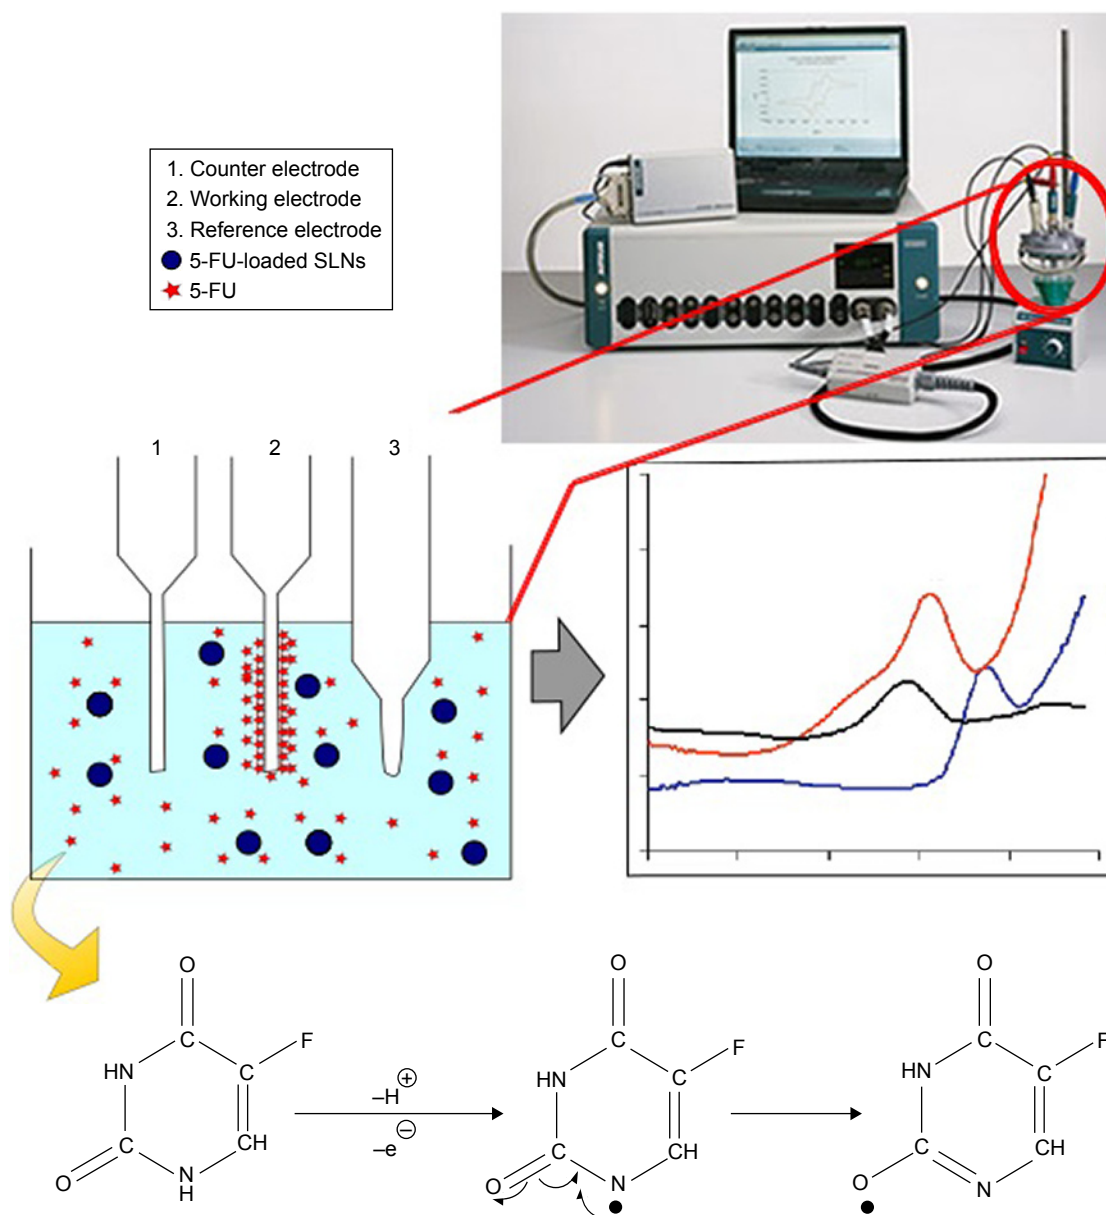 1. Counter electrode
2. Working electrode
3. Reference electrode
5-FU-loaded SLNs
5-FU
1
2
3
O
C
F
HN
C
–H⊕
–e⊖
C
CH
O
N
H
O
C
F
HN
C
C
CH
O
N
O
C
F
HN
C
C
CH
O
N